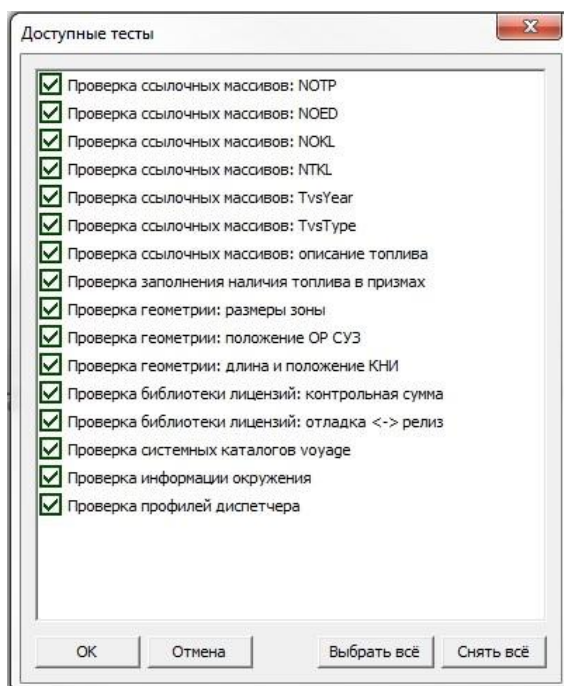 Доступные тесты
Проверка ссылочных массивов: NOTP
Проверка ссылочных массивов: NOED
Проверка ссылочных массивов: NOKL
Проверка ссылочных массивов: NTKL
Проверка ссылочных массивов: TvsYear
Проверка ссылочных массивов: TvsType
Проверка ссылочных массивов: описание топлива
Проверка заполнения наличия топлива в призмах
Проверка геометрии: размеры зоны
Проверка геометрии: положение ОР СУЗ
Проверка геометрии: длина и положение КНИ
Проверка библиотеки лицензий: контрольная сумма
Проверка библиотеки лицензий: отладка <-> релиз
Проверка системных каталогов voyage
Проверка информации окружения
Проверка профилей диспетчера
ОК Отмена Выбрать всё Снять всё